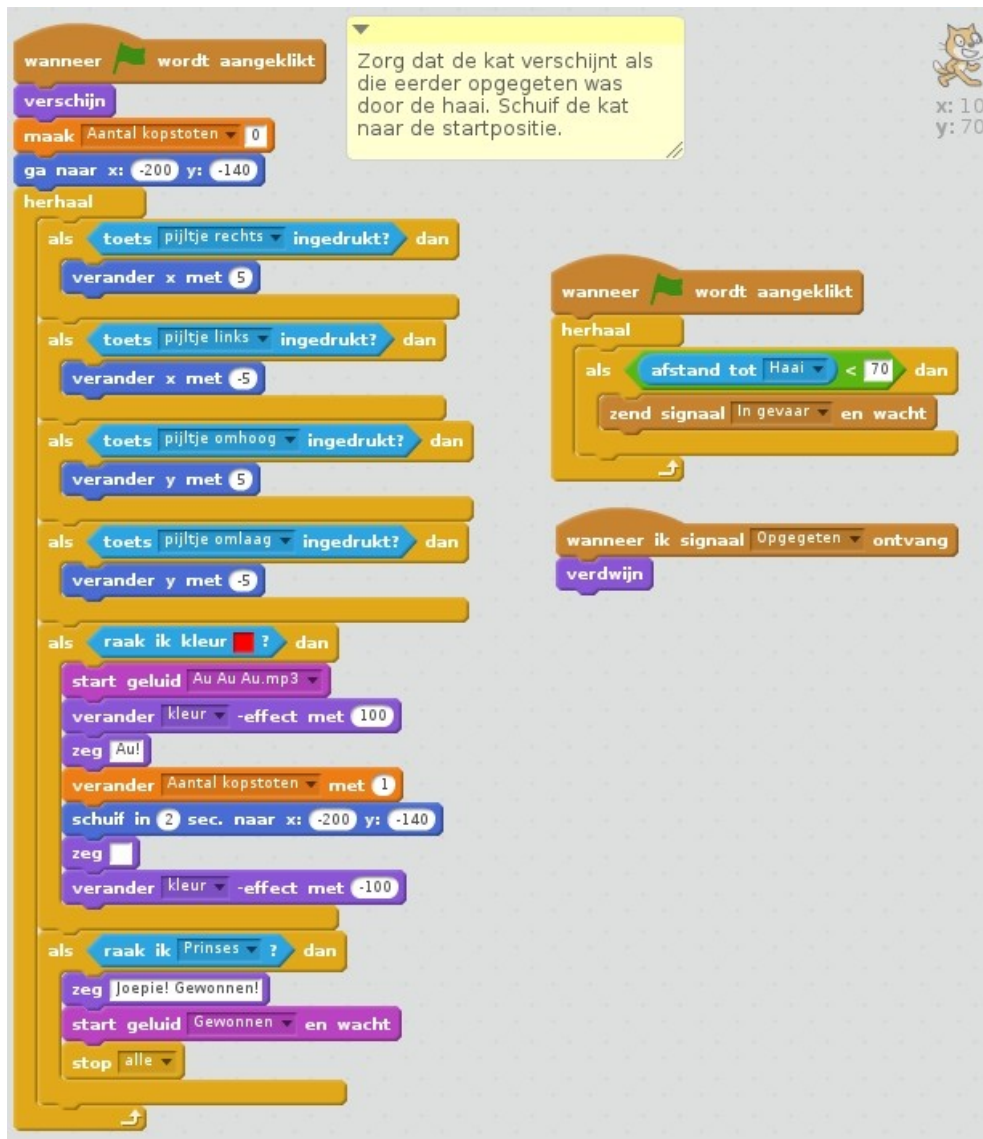 wanneer wordt aangeklikt
verschijn
maak Aantal kopstoten 0
ga naar x: -200 y: -140
herhaal
als toets pijltje rechts ingedrukt? dan
verander x met 5
als toets pijltje links ingedrukt? dan
verander x met -5
als toets pijltje omhoog ingedrukt? dan
verander y met 5
als toets pijltje omlaag ingedrukt? dan
verander y met -5
als raak ik kleur ? dan
start geluid Au Au Au.mp3
verander kleur -effect met 100
zeg Au!
verander Aantal kopstoten met 1
schuif in 2 sec. naar x: -200 y: -140
zeg
verander kleur -effect met -100
als raak ik Prinses ? dan
zeg Joepie! Gewonnen!
start geluid Gewonnen en wacht
stop alle
Zorg dat de kat verschijnt als
die eerder opgegeten was
door de haai. Schuif de kat
naar de startpositie.
x: 10
y: 70
wanneer wordt aangeklikt
herhaal
als afstand tot Haai < 70 dan
zend signaal In gevaar en wacht
wanneer ik signaal Opgegeten ontvang
verdwijn